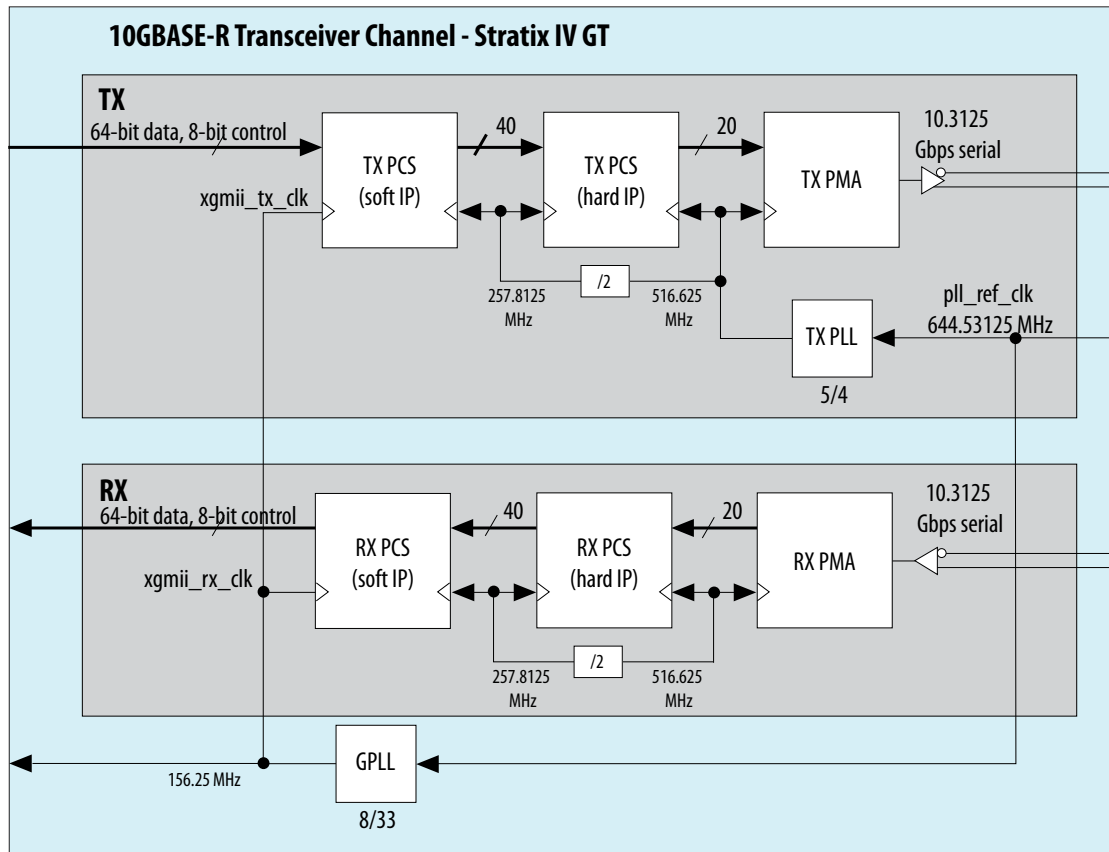 10GBASE-R Transceiver Channel - Stratix IV GT
TX
64-bit data, 8-bit control
40
20
10.3125
Gbps serial
TX PCS
(soft IP)
TX PCS
(hard IP)
TX PMA
xgmii_tx_clk
/2
257.8125
MHz
516.625
MHz
pll_ref_clk
644.53125 MHz
TX PLL
5/4
RX
64-bit data, 8-bit control
40
20
10.3125
Gbps serial
RX PCS
(soft IP)
RX PCS
(hard IP)
RX PMA
xgmii_rx_clk
/2
257.8125
MHz
516.625
MHz
GPLL
156.25 MHz
8/33